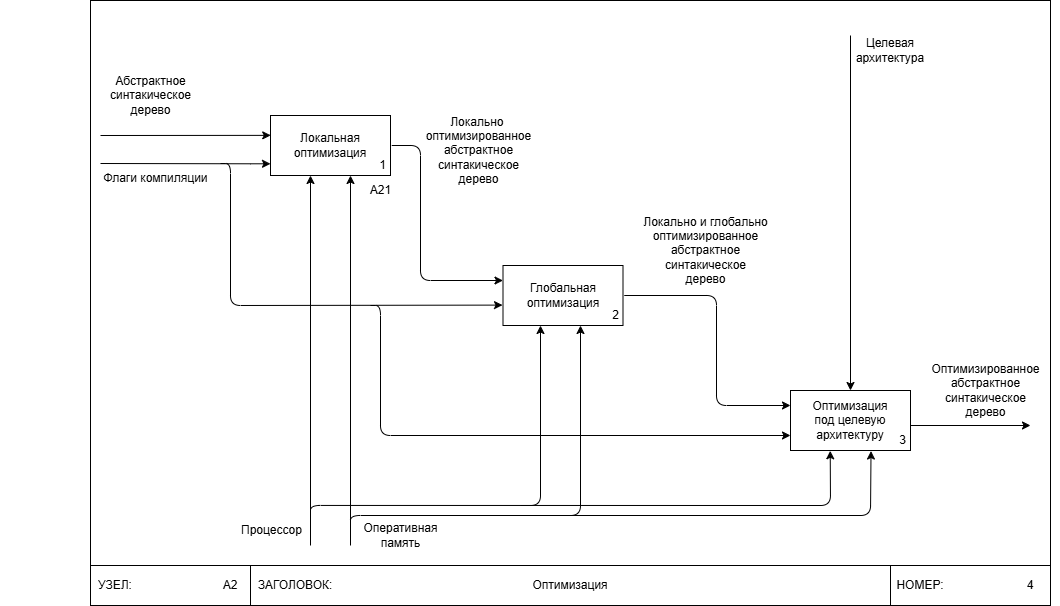 Целевая
архитектура
Абстрактное
синтакическое
дерево
Флаги компиляции
Локальная
оптимизация
1
A21
Локально
оптимизированное
абстрактное
синтакическое
дерево
Локально и глобально
оптимизированное
абстрактное
синтакическое
дерево
Глобальная
оптимизация
2
Оптимизированное
абстрактное
синтакическое
дерево
Оптимизация
под целевую
архитектуру
3
Процессор
Оперативная
память
УЗЕЛ: A2
ЗАГОЛОВОК: Оптимизация
НОМЕР: 4